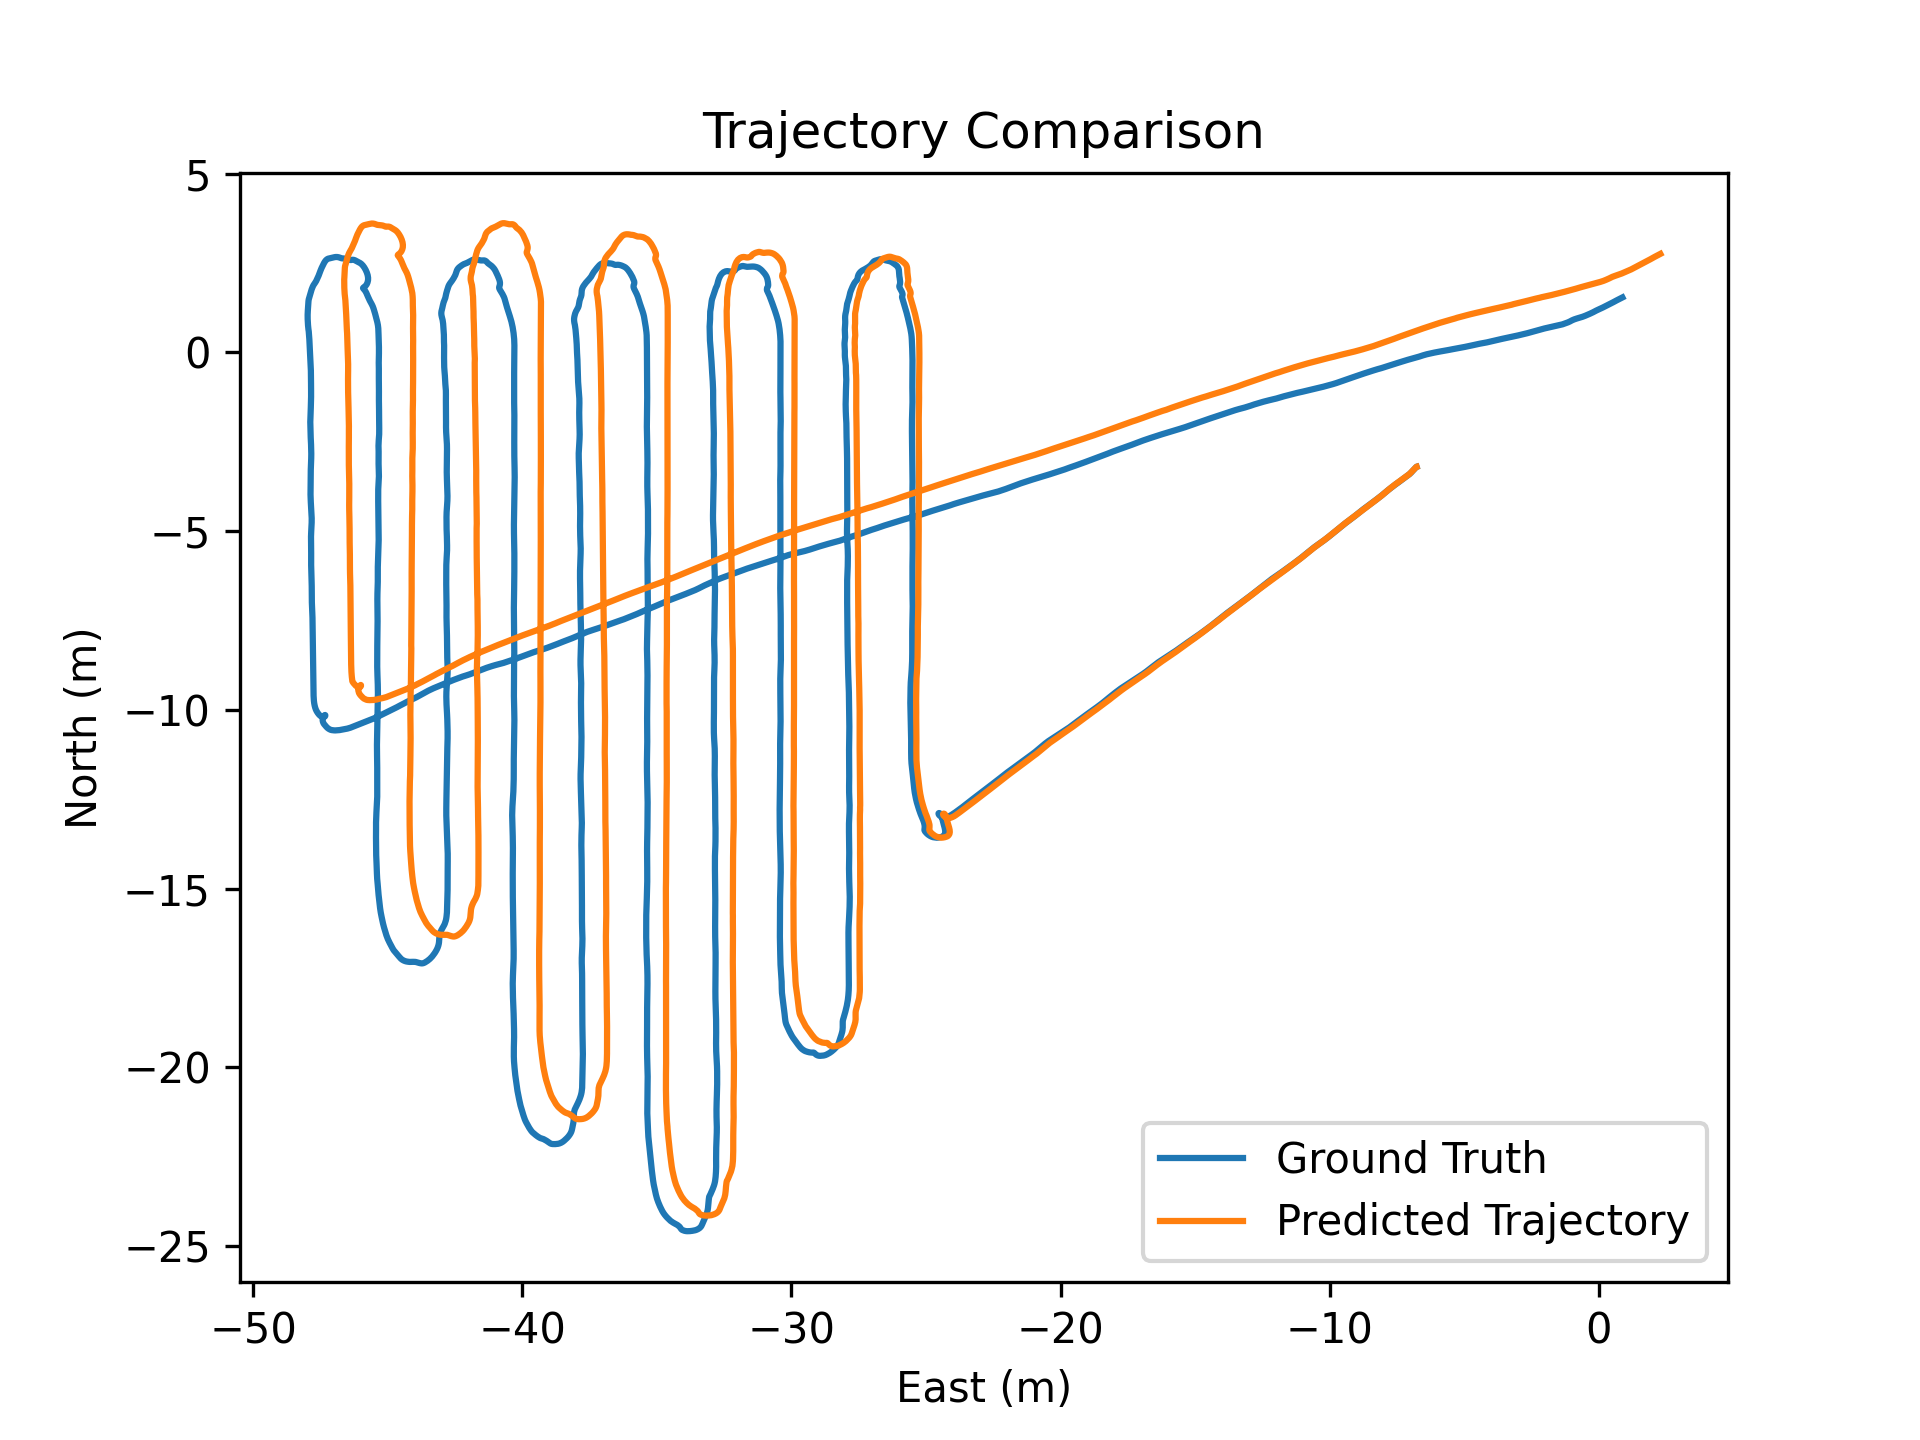 Trajectory Comparison
5
0
−5
−10
−15
−20
−25
North (m)
−50
−40
−30
−20
−10
0
East (m)
Ground Truth
Predicted Trajectory